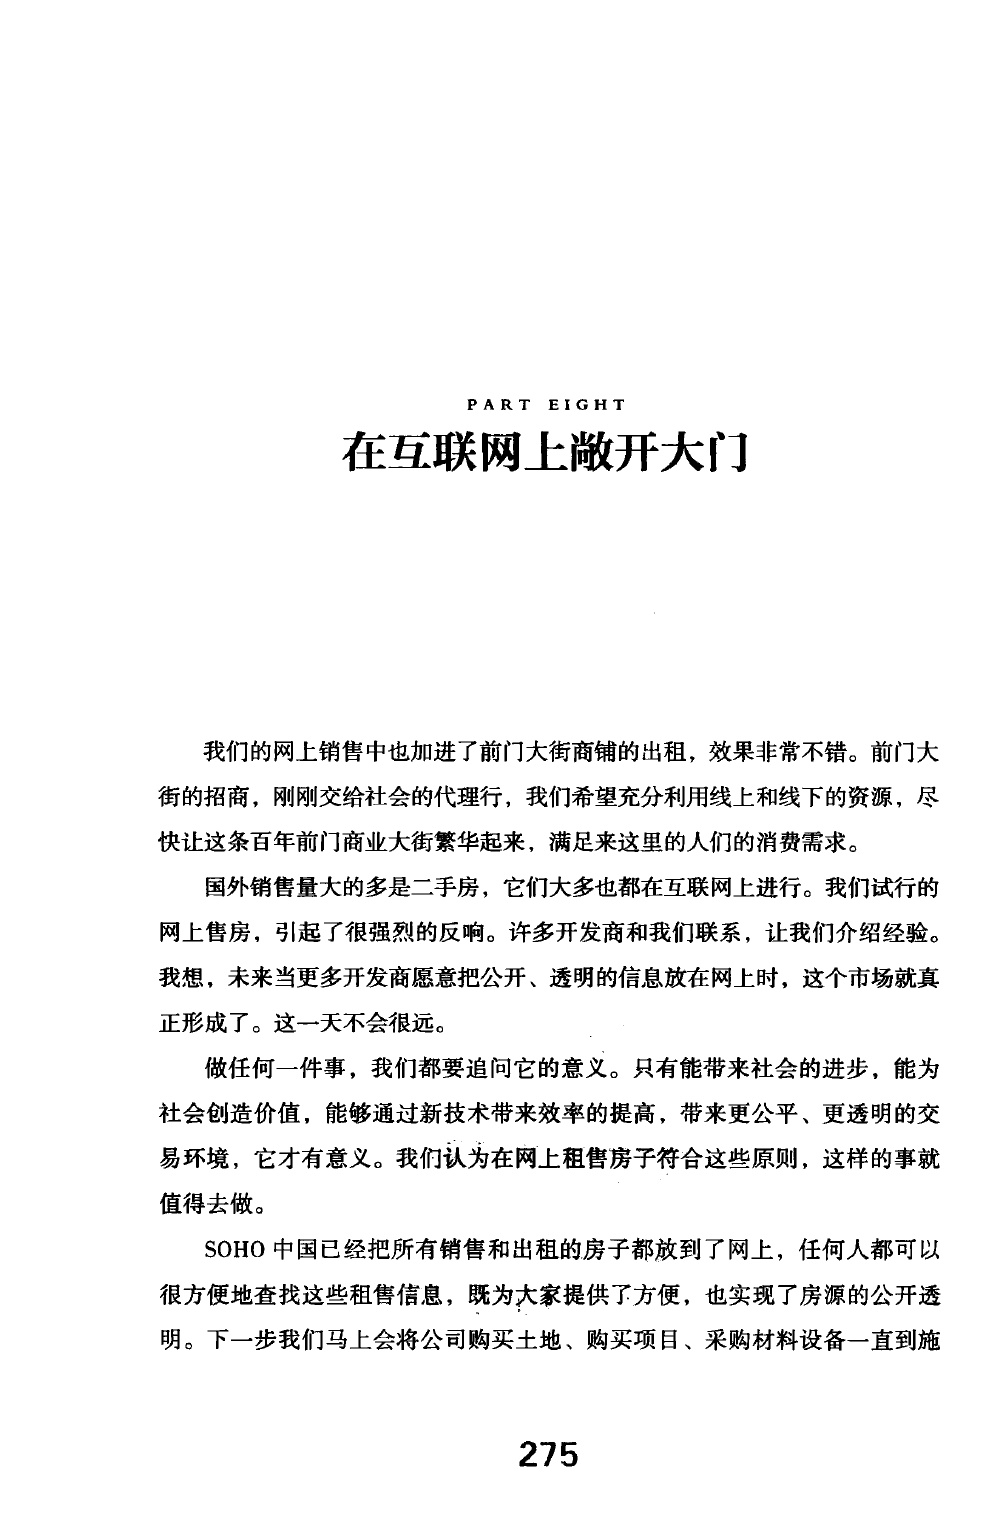 PART EIGHT
在互联网上敞开大门
我们的网上销售中也加进了前门大街商铺的出租，效果非常不错。前门大
街的招商，刚刚交给社会的代理行，我们希望充分利用线上和线下的资源，尽
快让这条百年前门商业大街繁华起来，满足来这里的人们的消费需求。
国外销售量大的多是二手房，它们大多也都在互联网上进行。我们试行的
网上售房，引起了很强烈的反响。许多开发商和我们联系，让我们介绍经验。
我想，未来当更多开发商愿意把公开、透明的信息放在网上时，这个市场就真
正形成了。这一天不会很远。
做任何一件事，我们都要追问它的意义。只有能带来社会的进步，能为
社会创造价值，能够通过新技术带来效率的提高，带来更公平、更透明的交
易环境，它才有意义。我们认为在网上租售房子符合这些原则，这样的事就
值得去做。
SOHO 中国已经把所有销售和出租的房子都放到了网上，任何人都可以
很方便地查找这些租售信息，既为大家提供了方便，也实现了房源的公开透
明。下一步我们马上会将公司购买土地、购买项目、采购材料设备一直到施
275